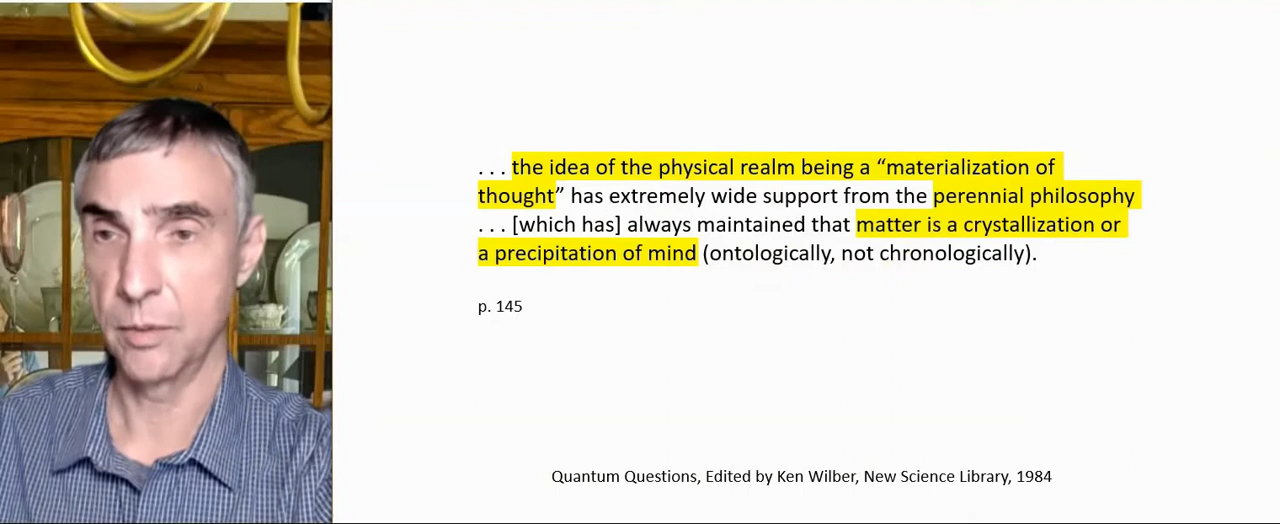 . . . the idea of the physical realm being a “materialization of
thought” has extremely wide support from the perennial philosophy
. . . [which has] always maintained that matter is a crystallization or
a precipitation of mind (ontologically, not chronologically).
p. 145
Quantum Questions, Edited by Ken Wilber, New Science Library, 1984